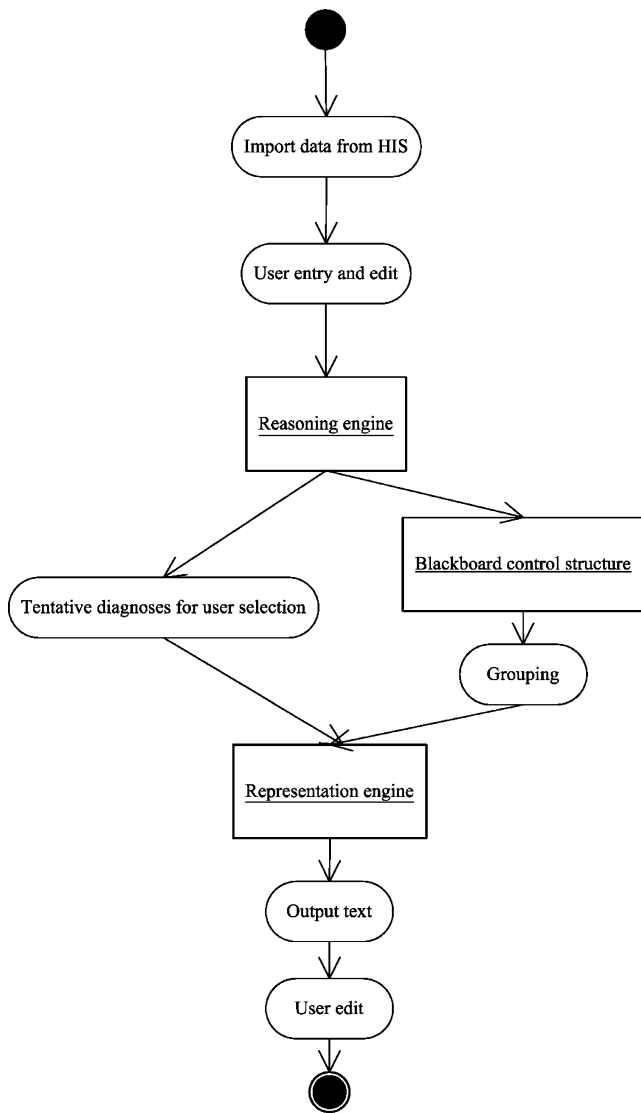 Import data from HIS
User entry and edit
Reasoning engine
Blackboard control structure
Tentative diagnoses for user selection
Grouping
Representation engine
Output text
User edit